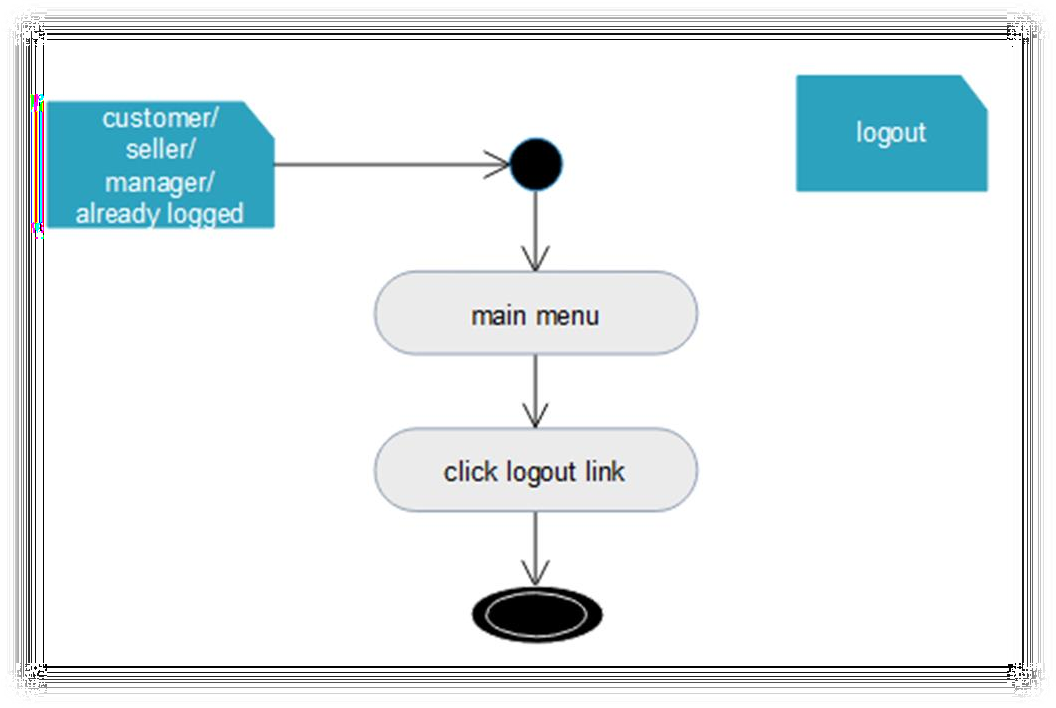 customer/
seller/
manager/
already logged
logout
main menu
click logout link